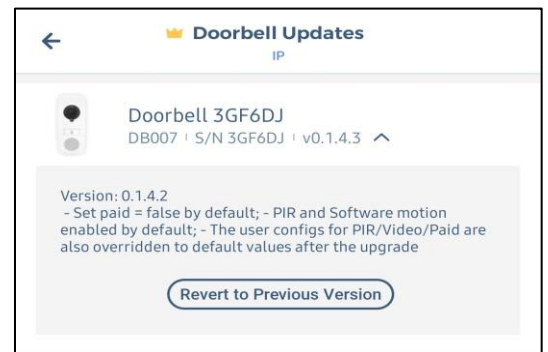 Doorbell Updates
IP
Doorbell 3GF6DJ
DB007 | S/N 3GF6DJ | v0.1.4.3
Version: 0.1.4.2
- Set paid = false by default; - PIR and Software motion
enabled by default; - The user configs for PIR/Video/Paid are
also overridden to default values after the upgrade
Revert to Previous Version